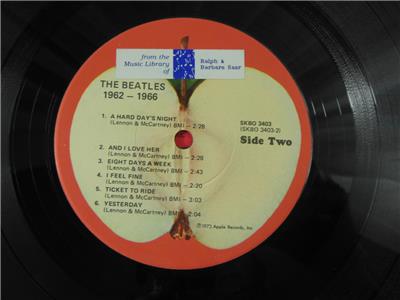 from the
Music Library
of
Ralph &
Barbara Saar
THE BEATLES
1962 – 1966
1. A HARD DAY'S NIGHT
(Lennon & McCartney) BMI – 2:28
2. AND I LOVE HER
(Lennon & McCartney) BMI – 2:28
3. EIGHT DAYS A WEEK
(Lennon & McCartney) BMI – 2:43
4. I FEEL FINE
(Lennon & McCartney) BMI – 2:20
5. TICKET TO RIDE
(Lennon & McCartney) BMI – 3:03
6. YESTERDAY
(Lennon & McCartney) BMI – 2:04
SKBO 3403
(SKBO 3403-2)
Side Two
℗1973 Apple Records, Inc